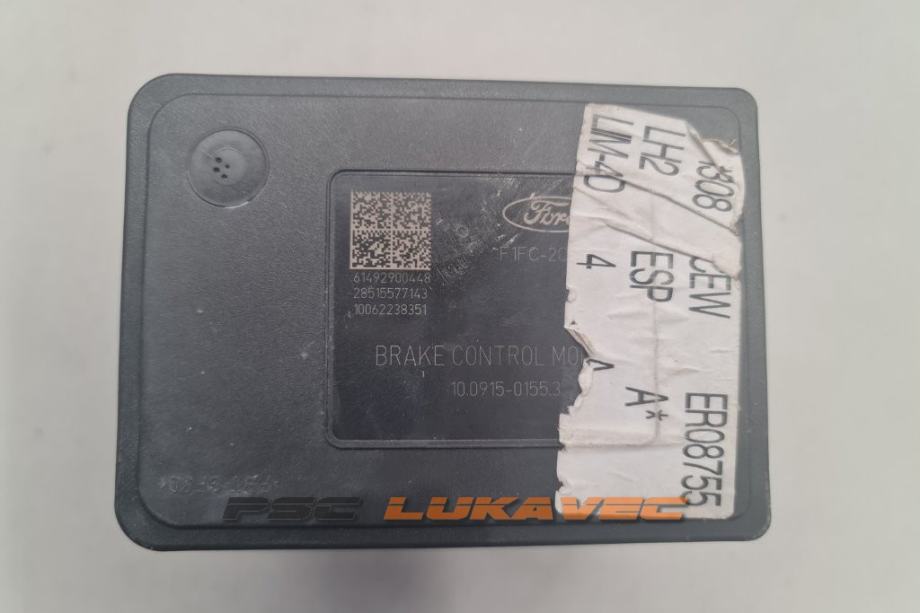 Ford
F1FC-2C
61492900448
28515577143
10062238351
BRAKE CONTROL MO
10.0915-0155.3
308 CEW ER08755
LH2 ESP A*
LIM-4D 4
PSC LUKAVEC